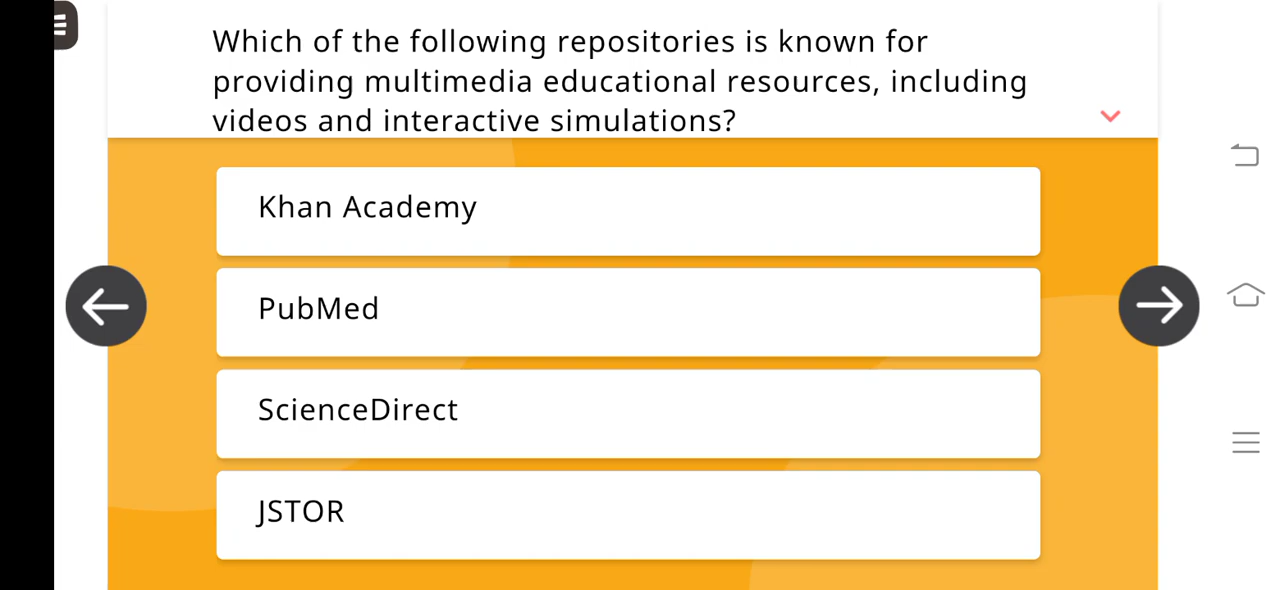 Which of the following repositories is known for
providing multimedia educational resources, including
videos and interactive simulations?
Khan Academy
PubMed
ScienceDirect
JSTOR